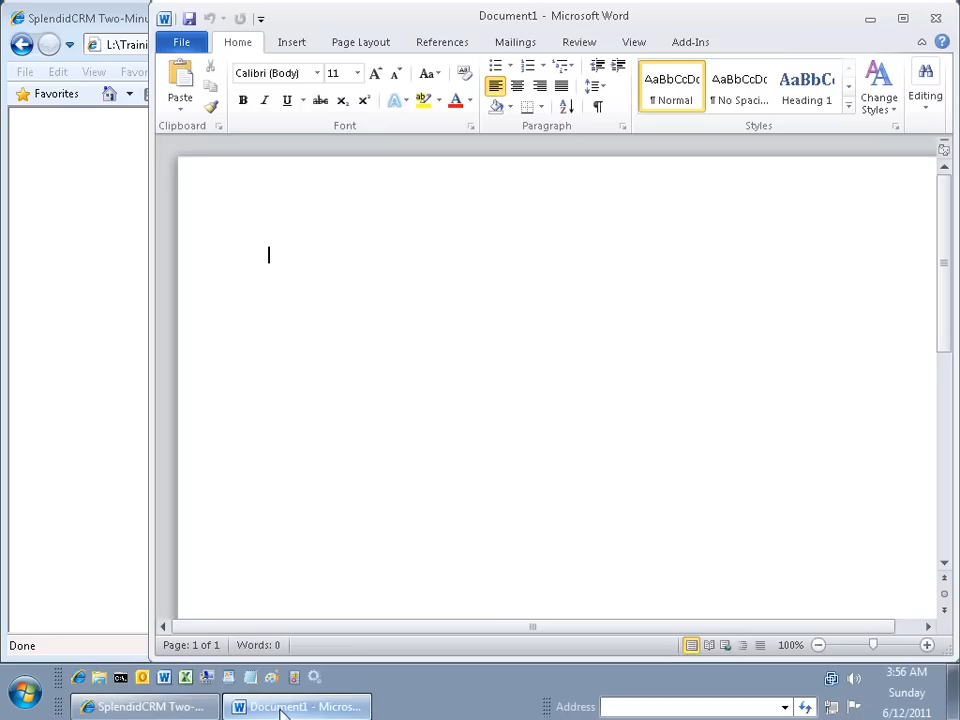 SplendidCRM Two-Minu
L:\Traini
File Edit View Favor
Favorites
Document1 - Microsoft Word
File Home Insert Page Layout References Mailings Review View Add-Ins
Paste
Calibri (Body) 11
AaBbCcDc
¶ Normal
AaBbCcDc
¶ No Spaci...
AaBbC
Heading 1
Change
Styles
Editing
Clipboard Font Paragraph Styles
Done
Page: 1 of 1 Words: 0 100%
SplendidCRM Two-...
Document1 - Micros...
Address
3:56 AM
Sunday
6/12/2011